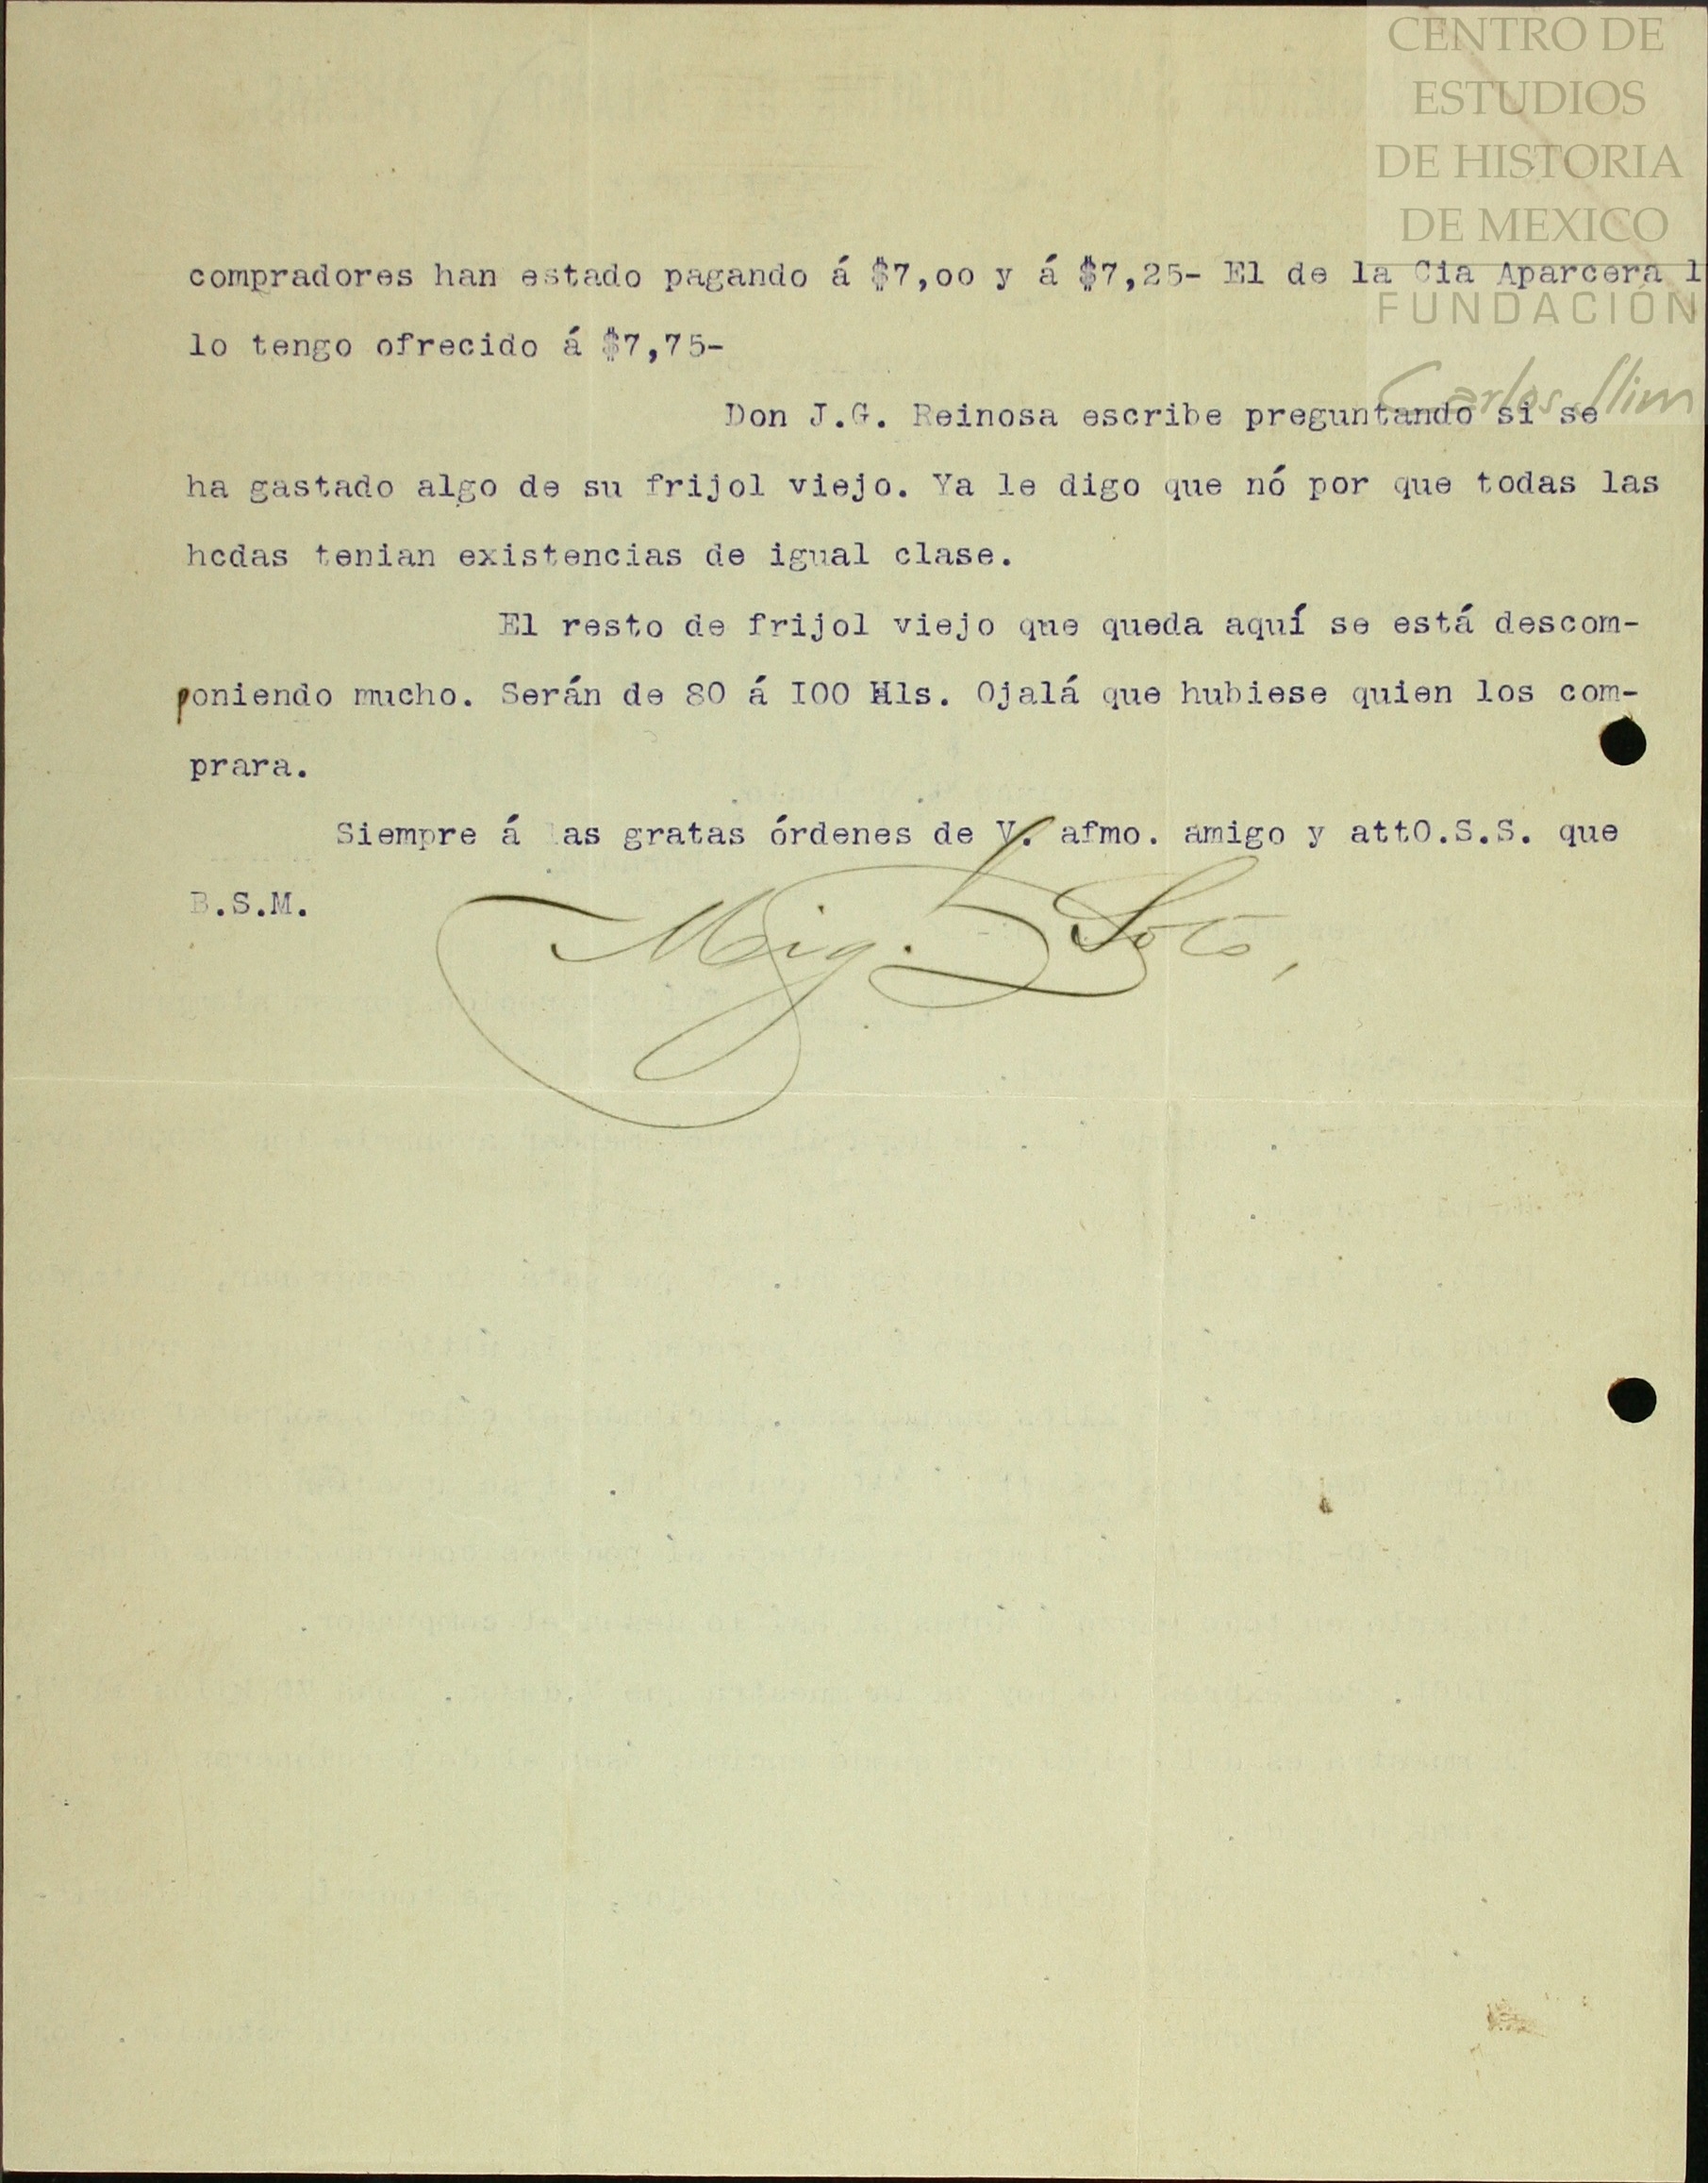 CENTRO DE
ESTUDIOS
DE HISTORIA
DE MEXICO
FUNDACIÓN
Carlos Slim
compradores han estado pagando á $7,oo y á $7,25- El de la Cia Aparcera l
lo tengo ofrecido á $7,75-
Don J.G. Reinosa escribe preguntando si se
ha gastado algo de su frijol viejo. Ya le digo que nó por que todas las
hcdas tenian existencias de igual clase.
El resto de frijol viejo que queda aquí se está descom-
poniendo mucho. Serán de 80 á I00 Hls. Ojalá que hubiese quien los com-
prara.
Siempre á las gratas órdenes de V. afmo. amigo y attO.S.S. que
B.S.M.
Mig. Soto,